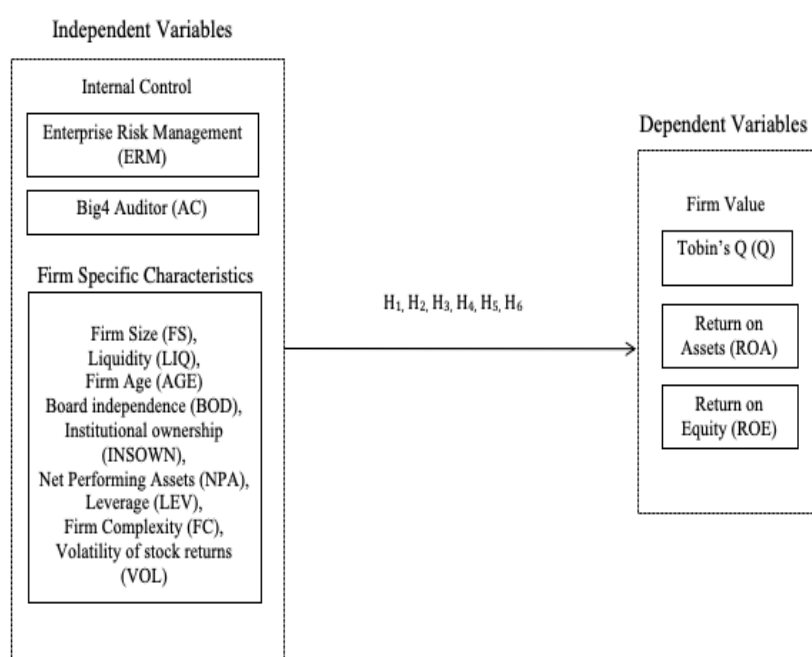 Independent Variables
Internal Control
Enterprise Risk Management
(ERM)
Big4 Auditor (AC)
Firm Specific Characteristics
Firm Size (FS),
Liquidity (LIQ),
Firm Age (AGE)
Board independence (BOD),
Institutional ownership
(INSOWN),
Net Performing Assets (NPA),
Leverage (LEV),
Firm Complexity (FC),
Volatility of stock returns
(VOL)
H₁, H₂, H₃, H₄, H₅, H₆
Dependent Variables
Firm Value
Tobin's Q (Q)
Return on
Assets (ROA)
Return on
Equity (ROE)